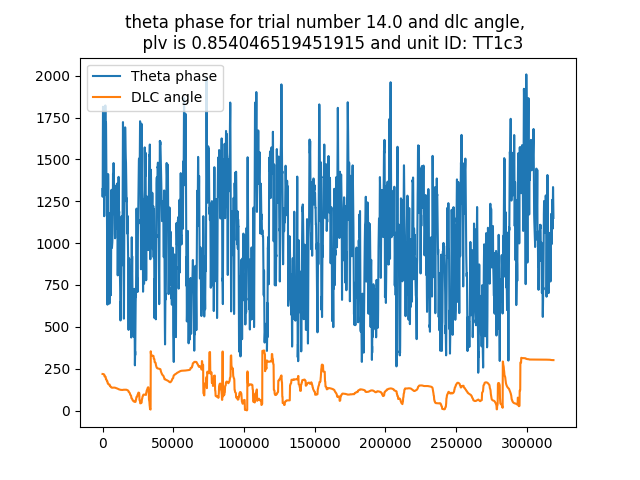 theta phase for trial number 14.0 and dlc angle,
plv is 0.854046519451915 and unit ID: TT1c3
Theta phase
DLC angle
2000
1750
1500
1250
1000
750
500
250
0
0 50000 100000 150000 200000 250000 300000